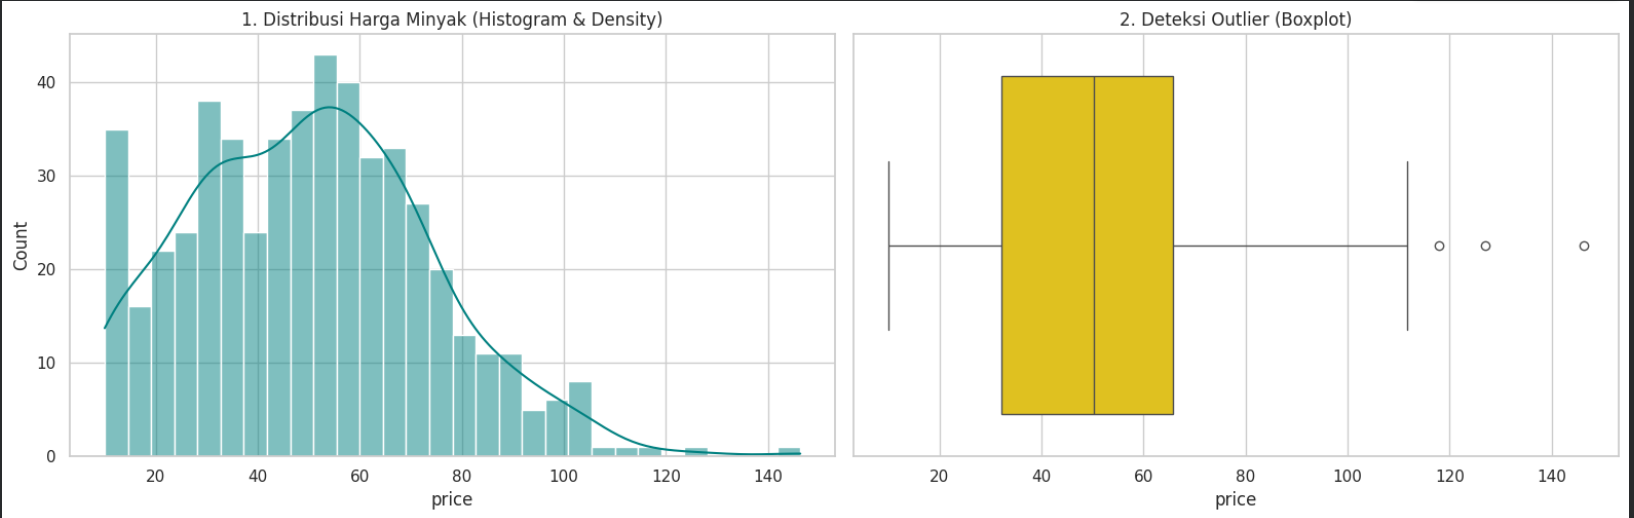 1. Distribusi Harga Minyak (Histogram & Density)
Count
40
30
20
10
0
20 40 60 80 100 120 140
price
2. Deteksi Outlier (Boxplot)
20 40 60 80 100 120 140
price